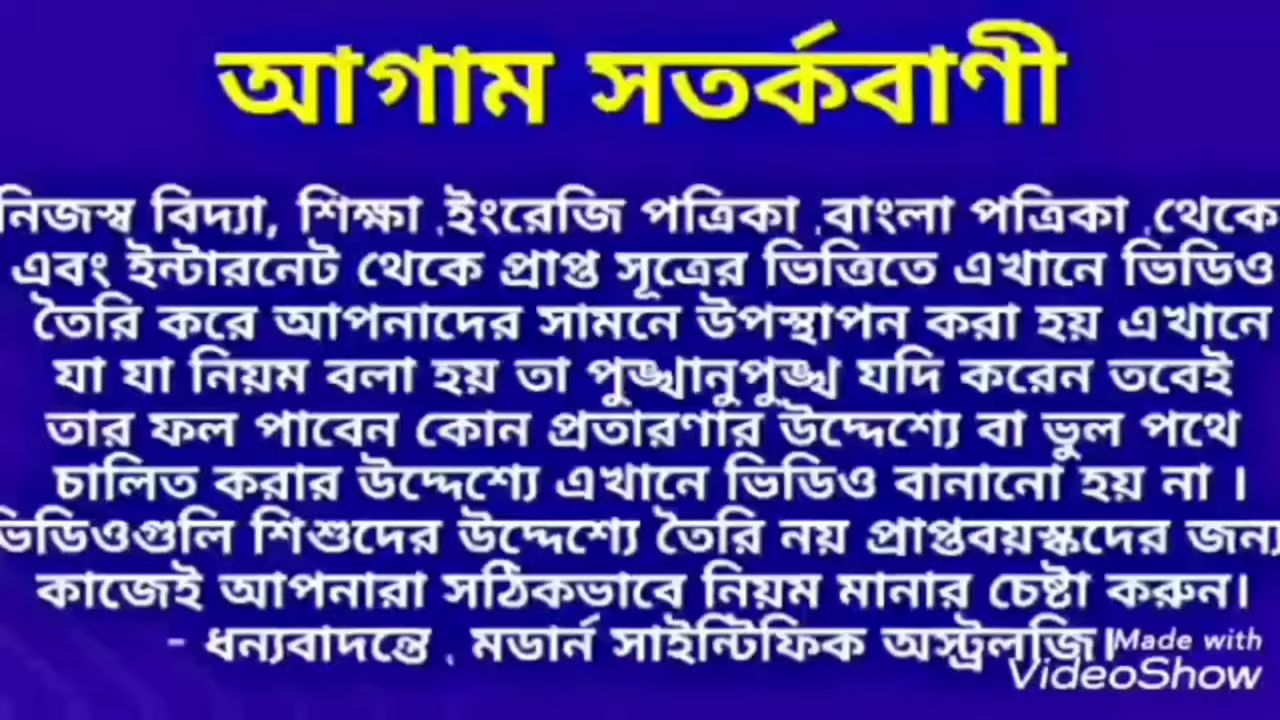 আগাম সতর্কবাণী
নিজস্ব বিদ্যা, শিক্ষা ,ইংরেজি পত্রিকা ,বাংলা পত্রিকা ,থেকে
এবং ইন্টারনেট থেকে প্রাপ্ত সূত্রের ভিত্তিতে এখানে ভিডিও
তৈরি করে আপনাদের সামনে উপস্থাপন করা হয় এখানে
যা যা নিয়ম বলা হয় তা পুঙ্খানুপুঙ্খ যদি করেন তবেই
তার ফল পাবেন কোন প্রতারণার উদ্দেশ্যে বা ভুল পথে
চালিত করার উদ্দেশ্যে এখানে ভিডিও বানানো হয় না ।
ভিডিওগুলি শিশুদের উদ্দেশ্যে তৈরি নয় প্রাপ্তবয়স্কদের জন্য
কাজেই আপনারা সঠিকভাবে নিয়ম মানার চেষ্টা করুন।
- ধন্যবাদন্তে , মডার্ন সাইন্টিফিক অস্ট্রলজি।
Made with
VideoShow